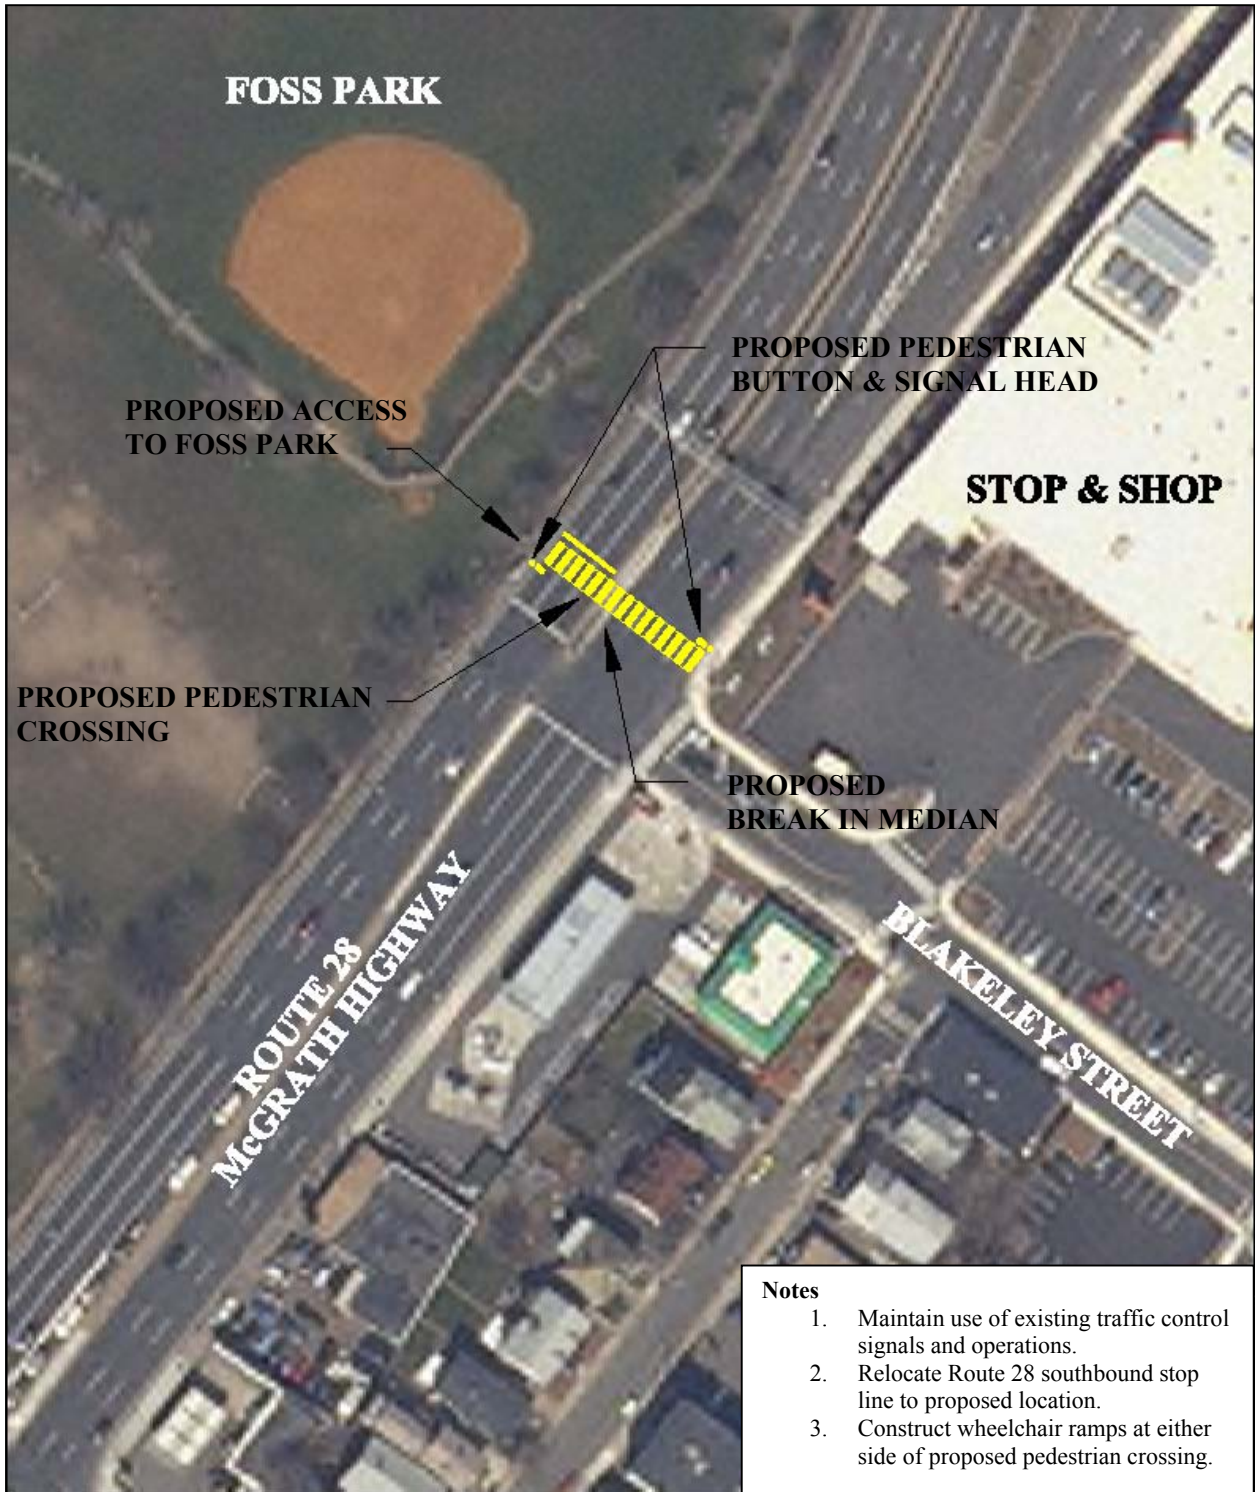 FOSS PARK
PROPOSED PEDESTRIAN
BUTTON & SIGNAL HEAD
PROPOSED ACCESS
TO FOSS PARK
STOP & SHOP
PROPOSED PEDESTRIAN
CROSSING
PROPOSED
BREAK IN MEDIAN
ROUTE 28
McGRATH HIGHWAY
BLAKELEY STREET
Notes
1. Maintain use of existing traffic control
signals and operations.
2. Relocate Route 28 southbound stop
line to proposed location.
3. Construct wheelchair ramps at either
side of proposed pedestrian crossing.